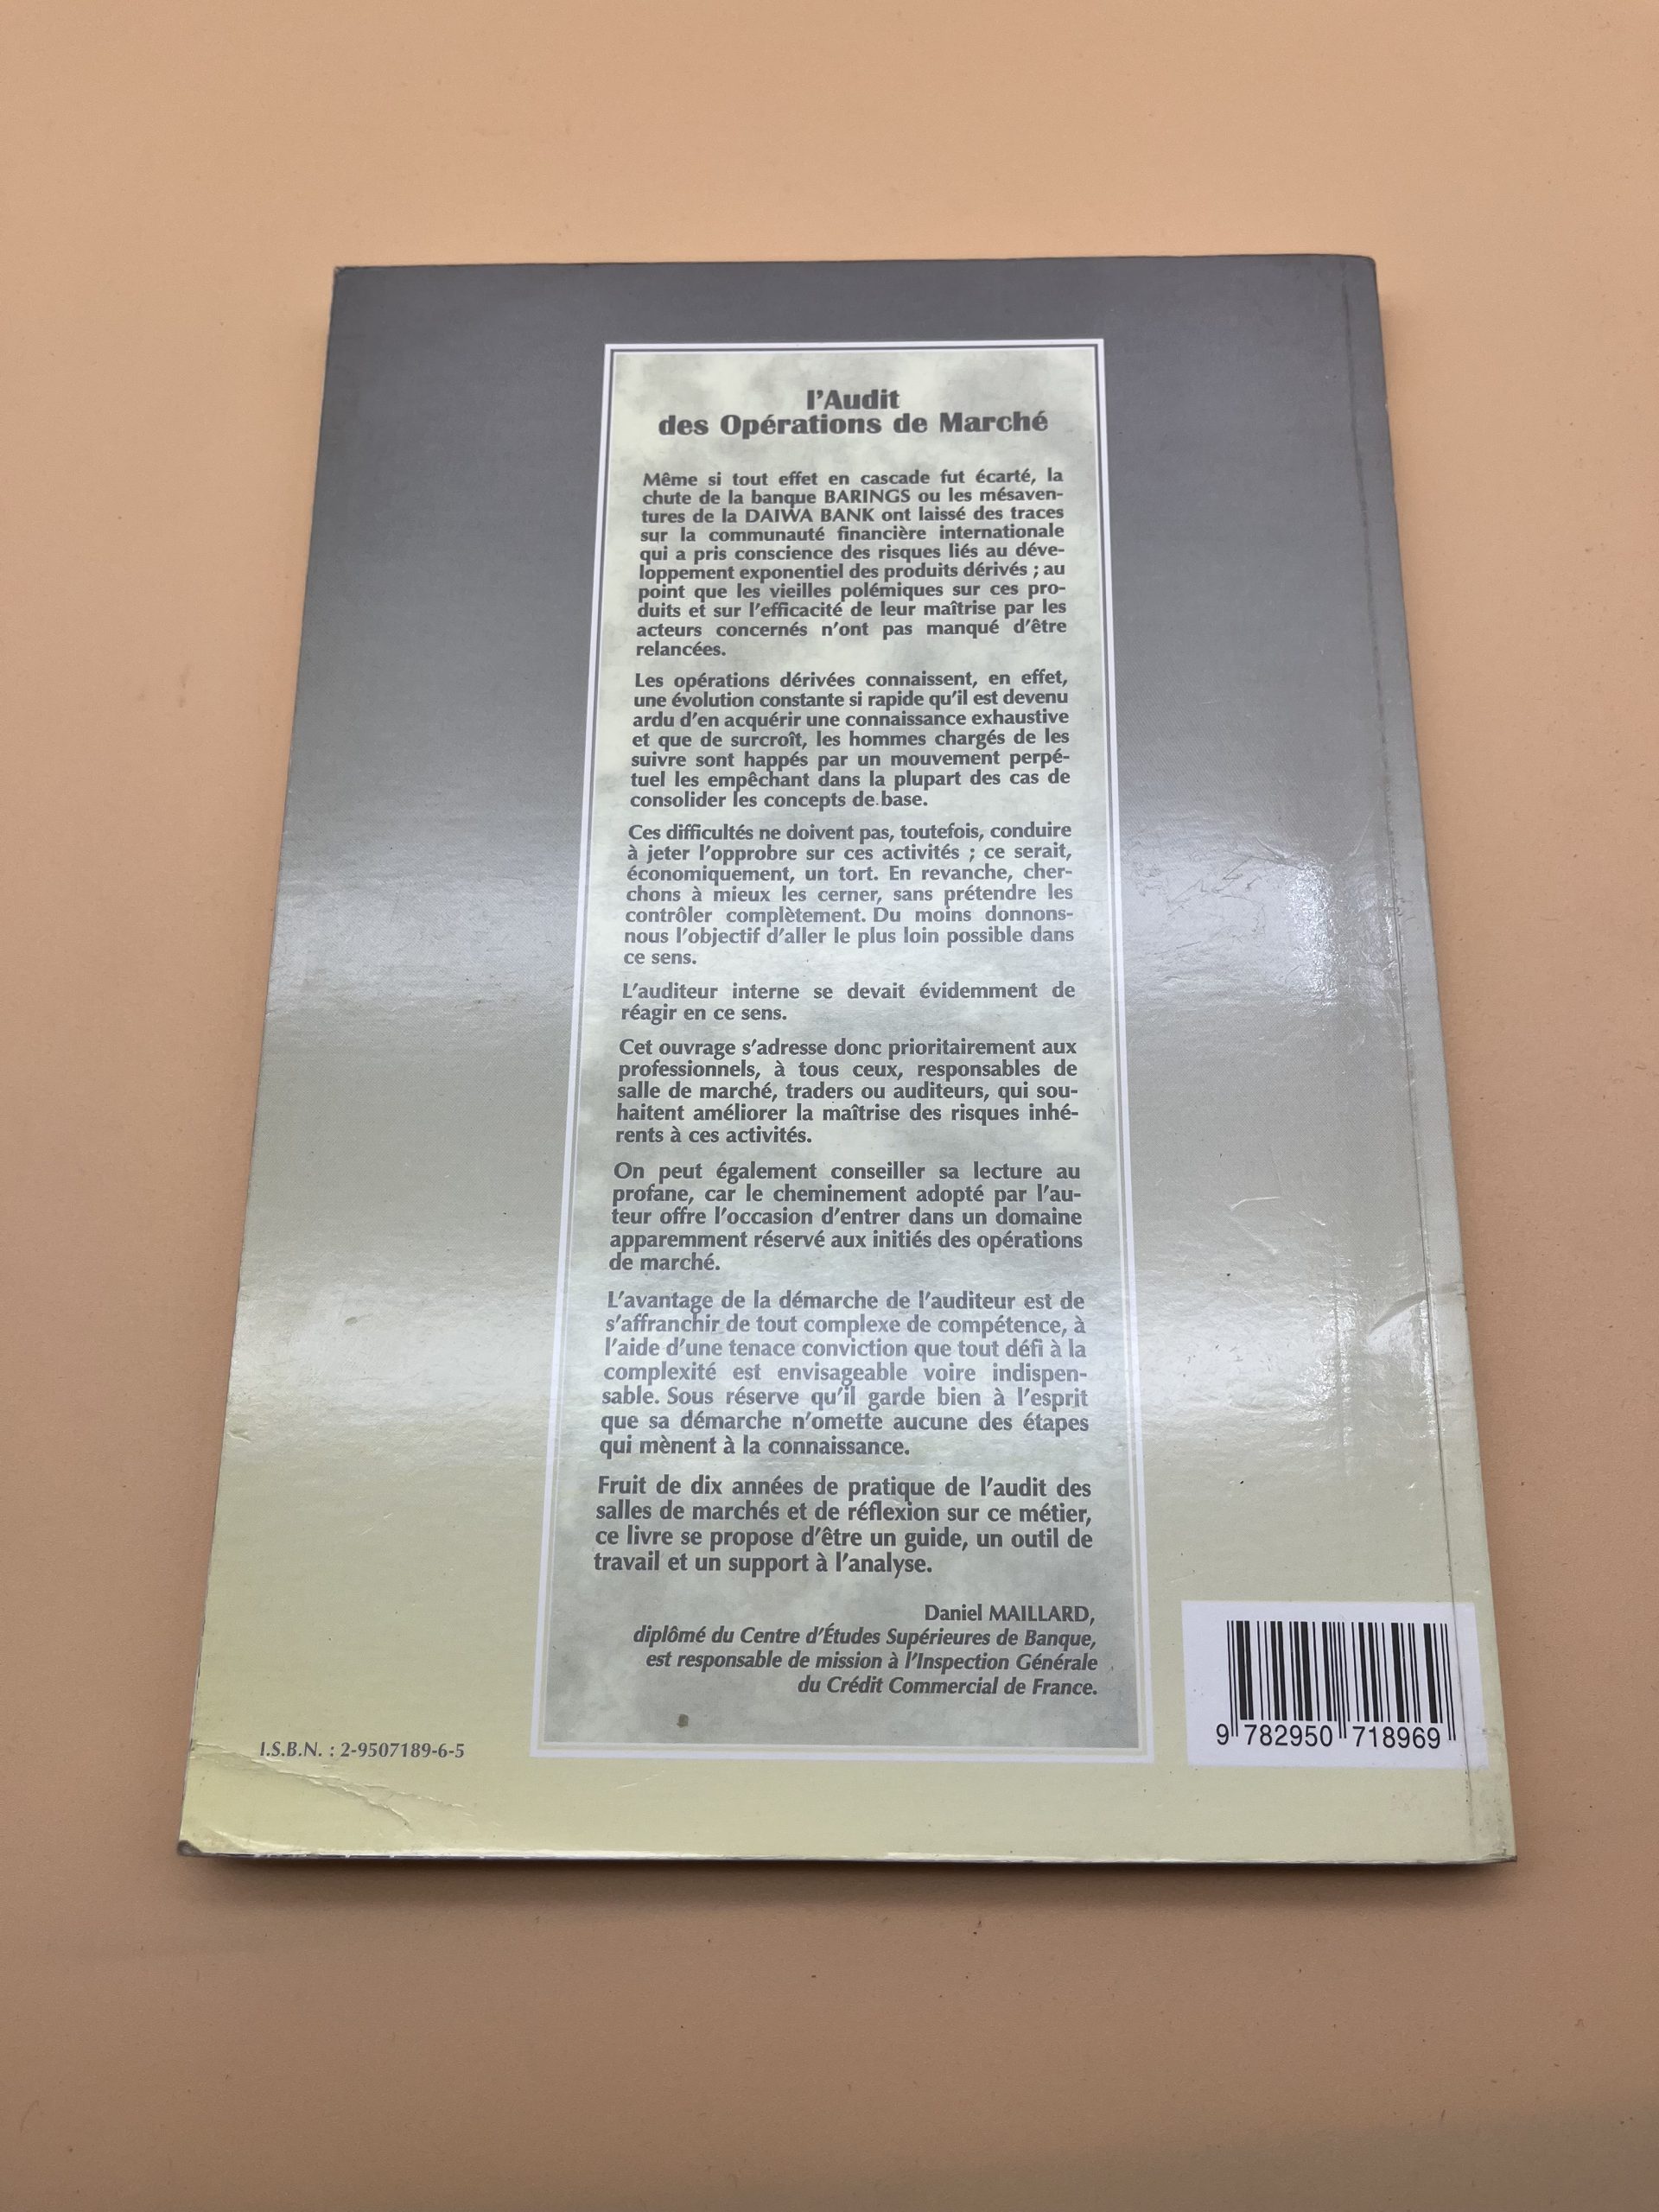 l'Audit
des Opérations de Marché
Même si tout effet en cascade fut écarté, la
chute de la banque BARINGS ou les mésaven-
tures de la DAIWA BANK ont laissé des traces
sur la communauté financière internationale
qui a pris conscience des risques liés au déve-
loppement exponentiel des produits dérivés ; au
point que les vieilles polémiques sur ces pro-
duits et sur l'efficacité de leur maîtrise par les
acteurs concernés n'ont pas manqué d'être
relancées.
Les opérations dérivées connaissent, en effet,
une évolution constante si rapide qu'il est devenu
ardu d'en acquérir une connaissance exhaustive
et que de surcroît, les hommes chargés de les
suivre sont happés par un mouvement perpé-
tuel les empêchant dans la plupart des cas de
consolider les concepts de base.
Ces difficultés ne doivent pas, toutefois, conduire
à jeter l'opprobre sur ces activités ; ce serait,
économiquement, un tort. En revanche, cher-
chons à mieux les cerner, sans prétendre les
contrôler complètement. Du moins donnons-
nous l'objectif d'aller le plus loin possible dans
ce sens.
L'auditeur interne se devait évidemment de
réagir en ce sens.
Cet ouvrage s'adresse donc prioritairement aux
professionnels, à tous ceux, responsables de
salle de marché, traders ou auditeurs, qui sou-
haitent améliorer la maîtrise des risques inhé-
rents à ces activités.
On peut également conseiller sa lecture au
profane, car le cheminement adopté par l'au-
teur offre l'occasion d'entrer dans un domaine
apparemment réservé aux initiés des opérations
de marché.
L'avantage de la démarche de l'auditeur est de
s'affranchir de tout complexe de compétence, à
l'aide d'une tenace conviction que tout défi à la
complexité est envisageable voire indispen-
sable. Sous réserve qu'il garde bien à l'esprit
que sa démarche n'omette aucune des étapes
qui mènent à la connaissance.
Fruit de dix années de pratique de l'audit des
salles de marchés et de réflexion sur ce métier,
ce livre se propose d'être un guide, un outil de
travail et un support à l'analyse.
Daniel MAILLARD,
diplômé du Centre d'Études Supérieures de Banque,
est responsable de mission à l'Inspection Générale
du Crédit Commercial de France.
I.S.B.N. : 2-9507189-6-5
9 782950 718969